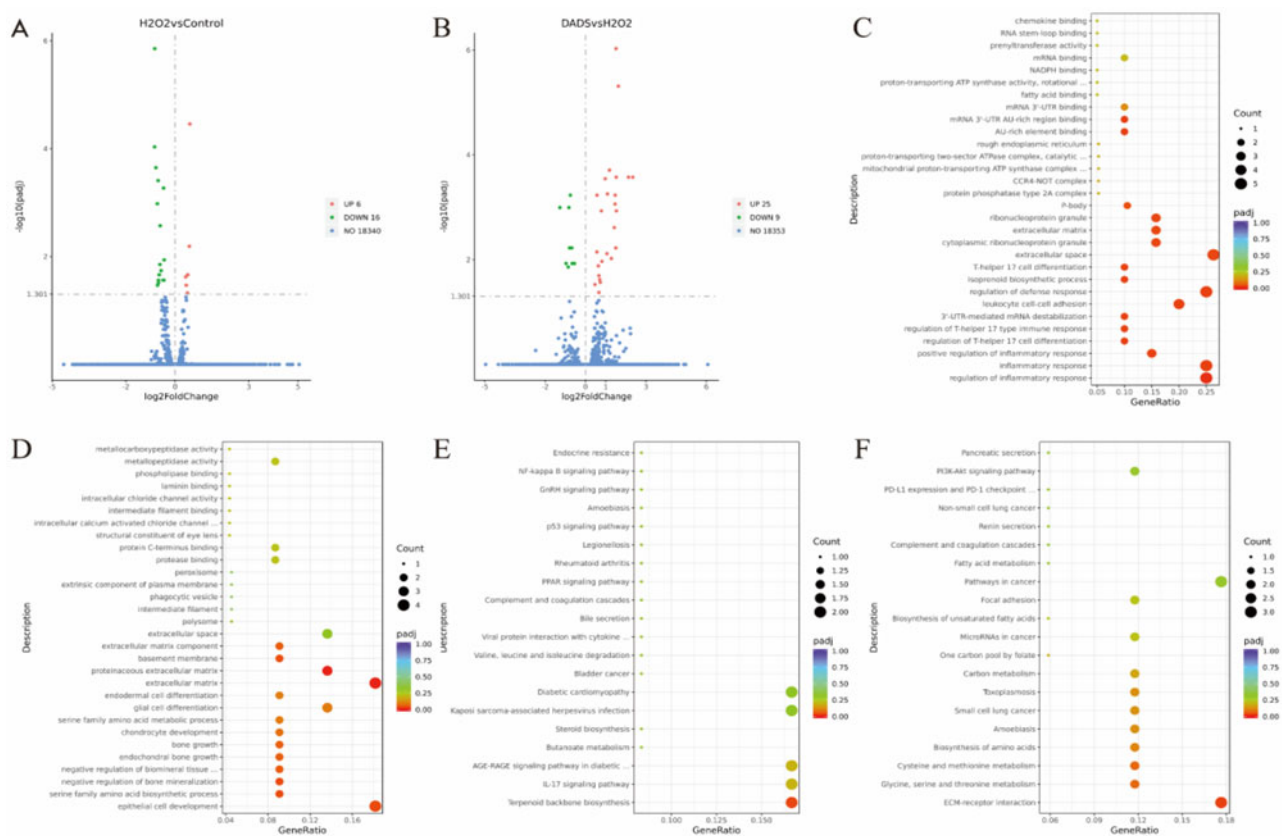 A
H2O2vsControl
6
4
2
1.301
-log10(padj)
-5
-2
0
2
5
log2FoldChange
UP 6
DOWN 16
NO 18340
B
DADSvsH2O2
6
4
2
1.301
-log10(padj)
-5
-2
0
2
4
6
log2FoldChange
UP 25
DOWN 9
NO 18353
C
chemokine binding
RNA stem-loop binding
prenyltransferase activity
mRNA binding
NADPH binding
proton-transporting ATP synthase activity, rotational ...
fatty acid binding
mRNA 3'-UTR binding
mRNA 3'-UTR AU-rich region binding
AU-rich element binding
rough endoplasmic reticulum
proton-transporting two-sector ATPase complex, catalytic ...
mitochondrial proton-transporting ATP synthase complex ...
CCR4-NOT complex
protein phosphatase type 2A complex
P-body
ribonucleoprotein granule
extracellular matrix
cytoplasmic ribonucleoprotein granule
extracellular space
T-helper 17 cell differentiation
isoprenoid biosynthetic process
regulation of defense response
leukocyte cell-cell adhesion
3'-UTR-mediated mRNA destabilization
regulation of T-helper 17 type immune response
regulation of T-helper 17 cell differentiation
positive regulation of inflammatory response
inflammatory response
regulation of inflammatory response
Description
0.05 0.10 0.15 0.20 0.25
GeneRatio
Count
1
2
3
4
5
padj
1.00
0.75
0.50
0.25
0.00
D
metallocarboxypeptidase activity
metallopeptidase activity
phospholipase binding
laminin binding
intracellular chloride channel activity
intermediate filament binding
intracellular calcium activated chloride channel ...
structural constituent of eye lens
protein C-terminus binding
protease binding
peroxisome
extrinsic component of plasma membrane
phagocytic vesicle
intermediate filament
polysome
extracellular space
extracellular matrix component
basement membrane
proteinaceous extracellular matrix
extracellular matrix
endodermal cell differentiation
glial cell differentiation
serine family amino acid metabolic process
chondrocyte development
bone growth
endochondral bone growth
negative regulation of biomineral tissue ...
negative regulation of bone mineralization
serine family amino acid biosynthetic process
epithelial cell development
Description
0.04 0.08 0.12 0.16
GeneRatio
Count
1
2
3
4
padj
1.00
0.75
0.50
0.25
0.00
E
Endocrine resistance
NF-kappa B signaling pathway
GnRH signaling pathway
Amoebiasis
p53 signaling pathway
Legionellosis
Rheumatoid arthritis
PPAR signaling pathway
Complement and coagulation cascades
Bile secretion
Viral protein interaction with cytokine ...
Valine, leucine and isoleucine degradation
Bladder cancer
Diabetic cardiomyopathy
Kaposi sarcoma-associated herpesvirus infection
Steroid biosynthesis
Butanoate metabolism
AGE-RAGE signaling pathway in diabetic ...
IL-17 signaling pathway
Terpenoid backbone biosynthesis
Description
0.100 0.125 0.150
GeneRatio
Count
1.00
1.25
1.50
1.75
2.00
padj
1.00
0.75
0.50
0.25
0.00
F
Pancreatic secretion
PI3K-Akt signaling pathway
PD-L1 expression and PD-1 checkpoint ...
Non-small cell lung cancer
Renin secretion
Complement and coagulation cascades
Fatty acid metabolism
Pathways in cancer
Focal adhesion
Biosynthesis of unsaturated fatty acids
MicroRNAs in cancer
One carbon pool by folate
Carbon metabolism
Toxoplasmosis
Small cell lung cancer
Amoebiasis
Biosynthesis of amino acids
Cysteine and methionine metabolism
Glycine, serine and threonine metabolism
ECM-receptor interaction
Description
0.06 0.09 0.12 0.15 0.18
GeneRatio
Count
1.0
1.5
2.0
2.5
3.0
padj
1.00
0.75
0.50
0.25
0.00